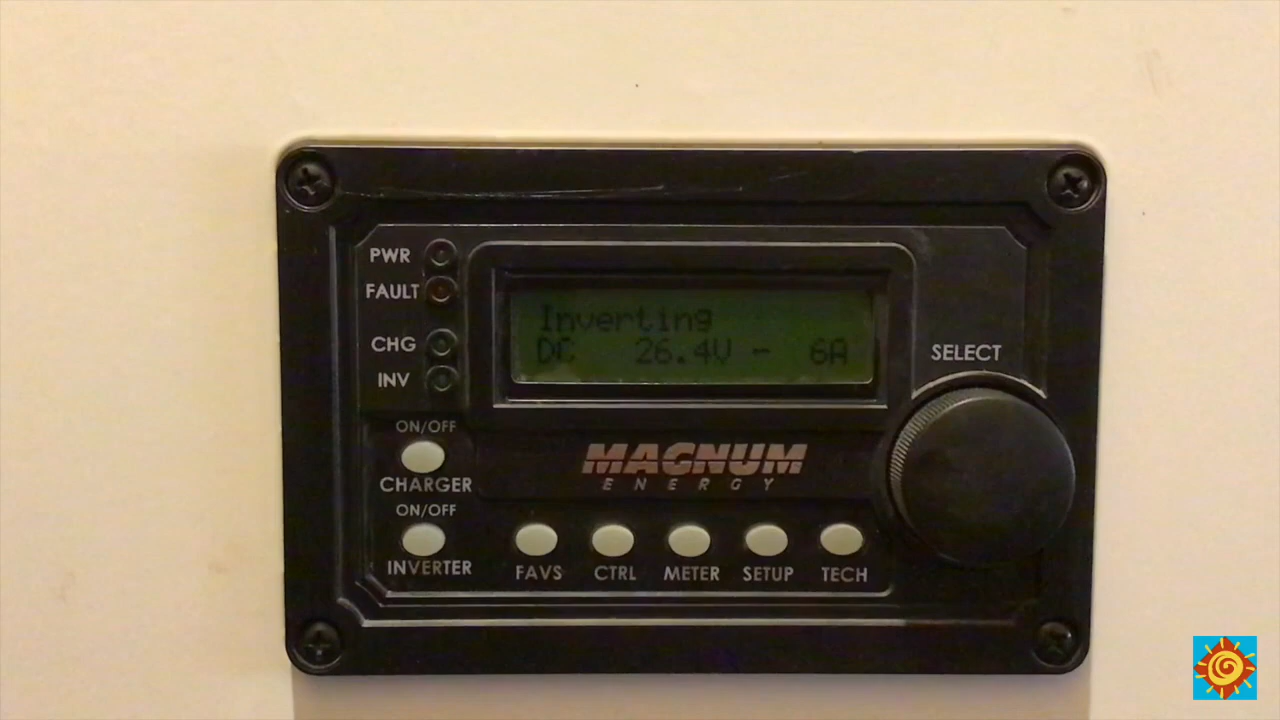 PWR
FAULT
CHG
INV
Inverting
DC 26.4V - 6A
SELECT
ON/OFF
CHARGER
ON/OFF
INVERTER
MAGNUM
ENERGY
FAVS CTRL METER SETUP TECH